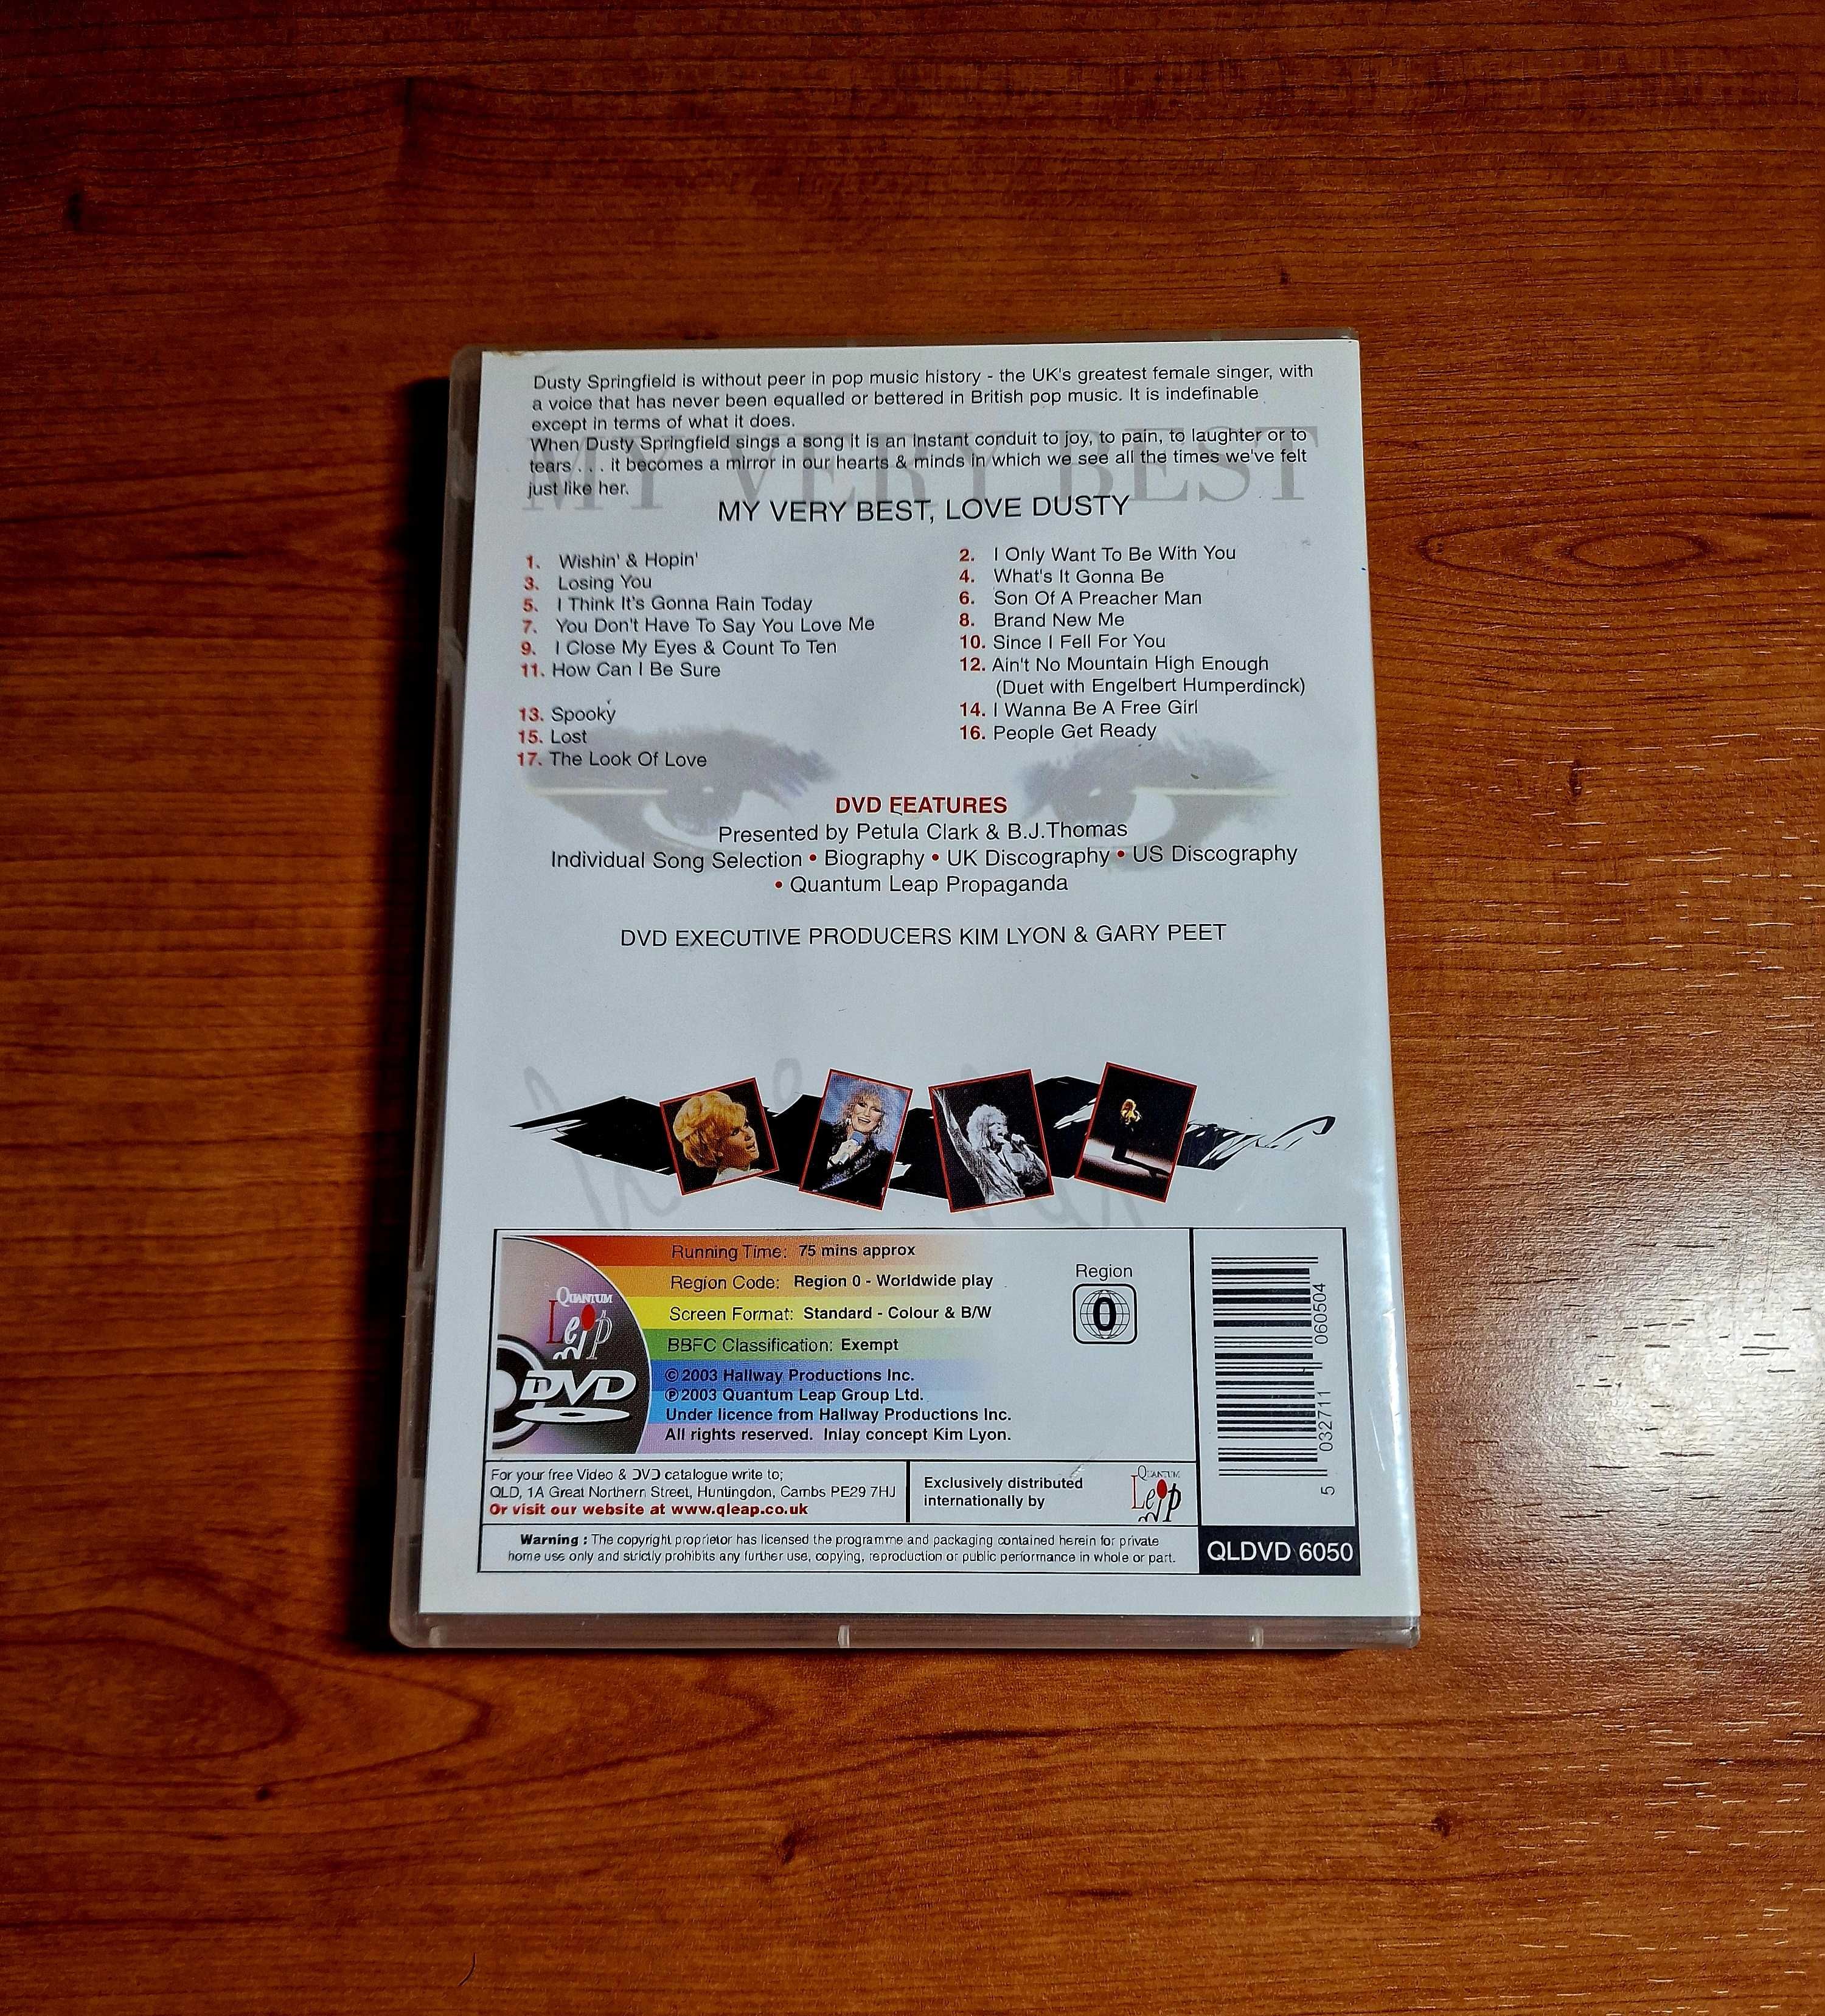 Dusty Springfield is without peer in pop music history - the UK's greatest female singer, with
a voice that has never been equalled or bettered in British pop music. It is indefinable
except in terms of what it does.
When Dusty Springfield sings a song it is an instant conduit to joy, to pain, to laughter or to
tears . . . it becomes a mirror in our hearts & minds in which we see all the times we've felt
just like her.
MY VERY BEST
MY VERY BEST, LOVE DUSTY
1. Wishin' & Hopin'
2. I Only Want To Be With You
3. Losing You
4. What's It Gonna Be
5. I Think It's Gonna Rain Today
6. Son Of A Preacher Man
7. You Don't Have To Say You Love Me
8. Brand New Me
9. I Close My Eyes & Count To Ten
10. Since I Fell For You
11. How Can I Be Sure
12. Ain't No Mountain High Enough
(Duet with Engelbert Humperdinck)
13. Spooky
14. I Wanna Be A Free Girl
15. Lost
16. People Get Ready
17. The Look Of Love
DVD FEATURES
Presented by Petula Clark & B.J.Thomas
Individual Song Selection • Biography • UK Discography • US Discography
• Quantum Leap Propaganda
DVD EXECUTIVE PRODUCERS KIM LYON & GARY PEET
Running Time: 75 mins approx
Region Code: Region 0 - Worldwide play
Screen Format: Standard - Colour & B/W
BBFC Classification: Exempt
©2003 Hallway Productions Inc.
℗2003 Quantum Leap Group Ltd.
Under licence from Hallway Productions Inc.
All rights reserved. Inlay concept Kim Lyon.
QUANTUM
Leap
DVD
Region
0
5 032711 060504
For your free Video & DVD catalogue write to;
QLD, 1A Great Northern Street, Huntingdon, Cambs PE29 7HJ
Or visit our website at www.qleap.co.uk
Exclusively distributed
internationally by
QUANTUM
Leap
Warning : The copyright proprietor has licensed the programme and packaging contained herein for private
home use only and strictly prohibits any further use, copying, reproduction or public performance in whole or part.
QLDVD 6050